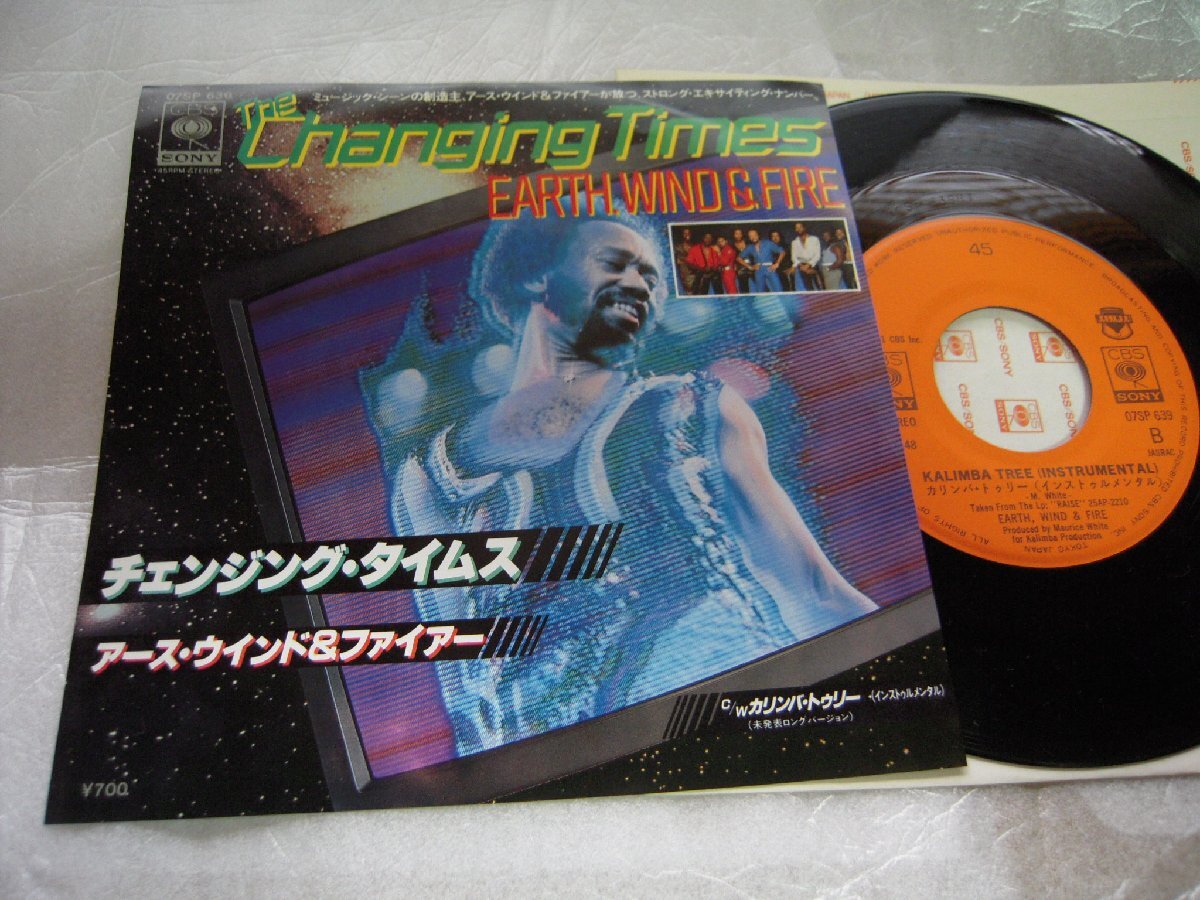 07SP 639
CBS
SONY
45RPM-STEREO
ミュージック・シーンの創造主、アース・ウインド&ファイアーが放つ、ストロング・エキサイティング・ナンバー。
The
Changing Times
EARTH, WIND & FIRE
チェンジング・タイムス
アース・ウインド&ファイアー
C/Wカリンバ・トゥリー・(インストゥルメンタル)
(未発表ロングバージョン)
¥700
45
CBS
SONY
07SP 639
B
JASRAC
KALIMBA TREE (INSTRUMENTAL)
カリンバ・トゥリー (インストゥルメンタル)
- M. White -
Taken From The Lp: "RAISE" 25AP-2210
EARTH, WIND & FIRE
Produced by Maurice White
for Kalimba Production
CBS/SONY
CBS
SONY